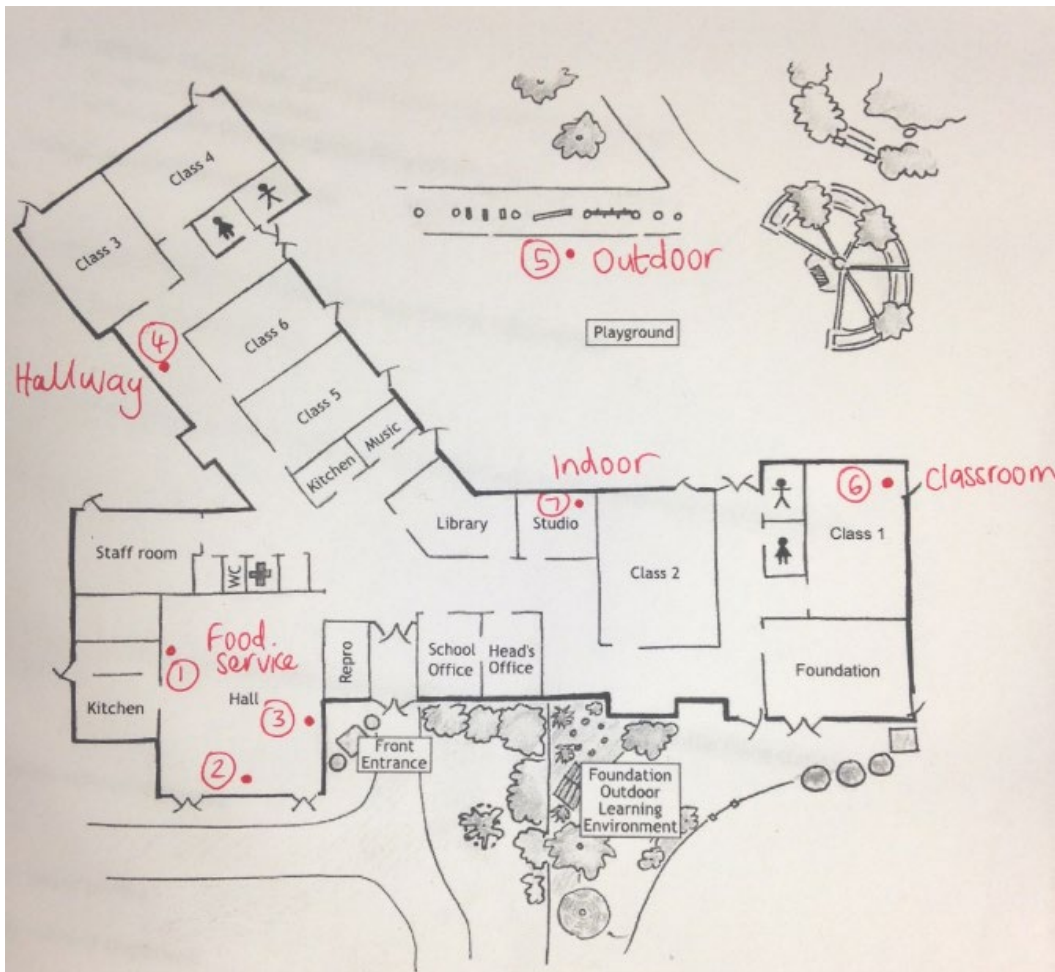 Class 4
Class 3
5 Outdoor
Playground
4
Hallway
Class 6
Class 5
Music
Kitchen
Indoor
7
Studio
Library
6
Classroom
Class 1
Class 2
Staff room
WC
Food.
service
1
Hall
3
Kitchen
2
Repro
School
Office
Head's
Office
Foundation
Front
Entrance
Foundation
Outdoor
Learning
Environment